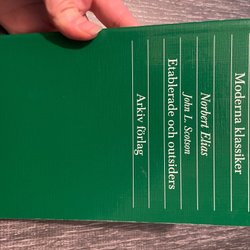 Moderna klassiker
Norbert Elias
John L. Scotson
Etablerade och outsiders
Arkiv förlag